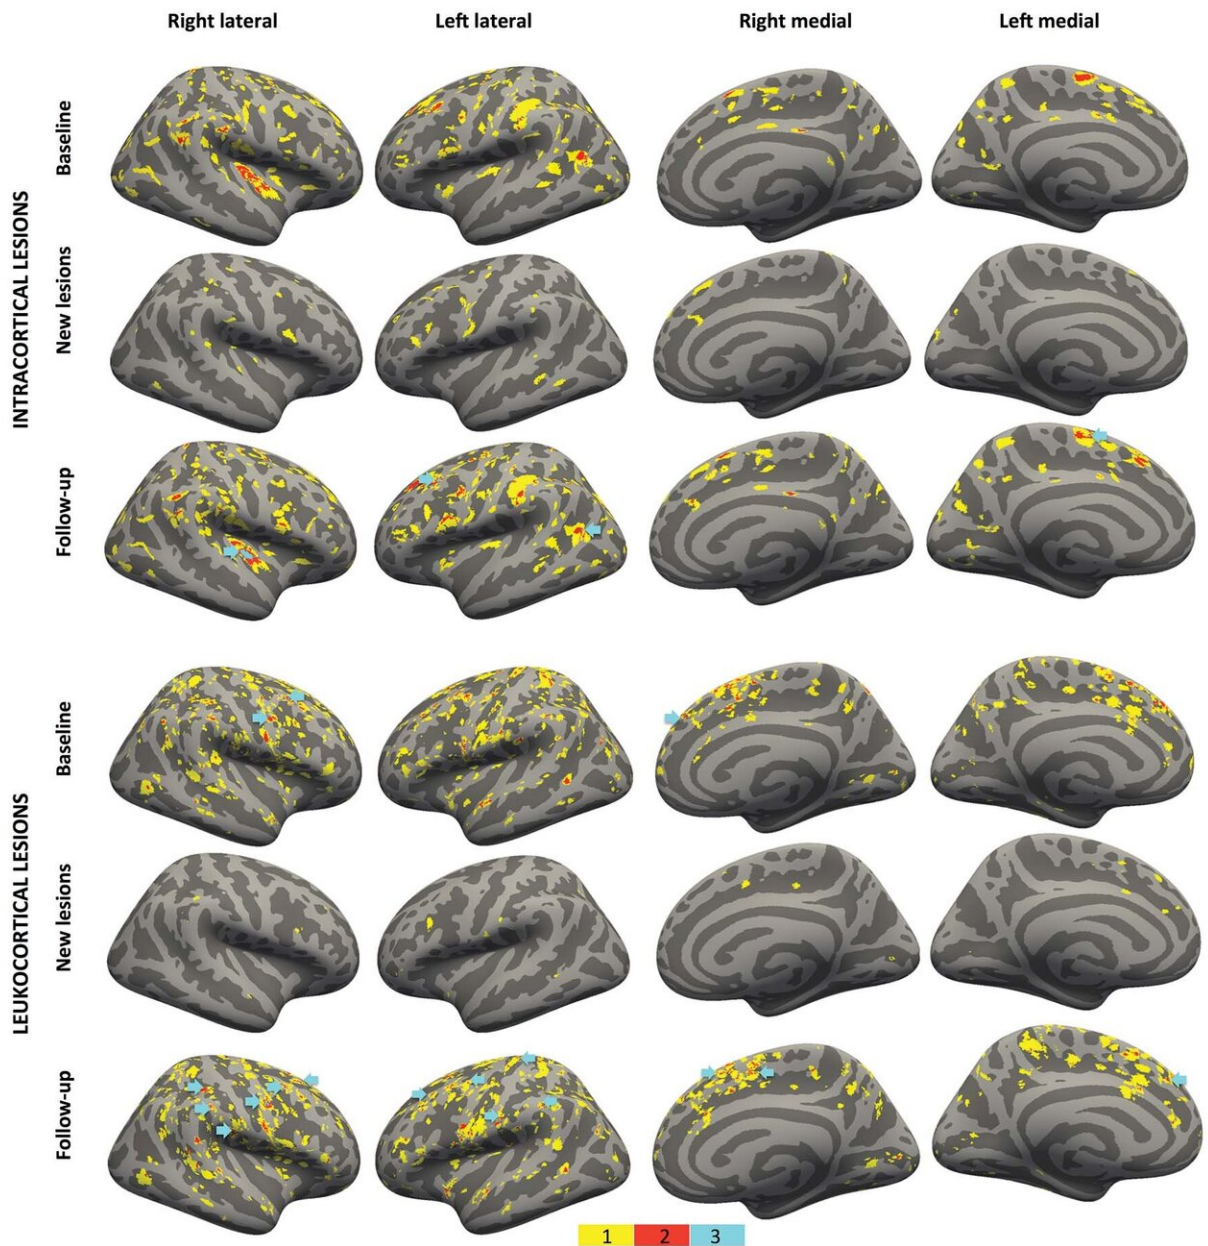 Right lateral
Left lateral
Right medial
Left medial
INTRACORTICAL LESIONS
Baseline
New lesions
Follow-up
LEUKOCORTICAL LESIONS
Baseline
New lesions
Follow-up
1 2 3